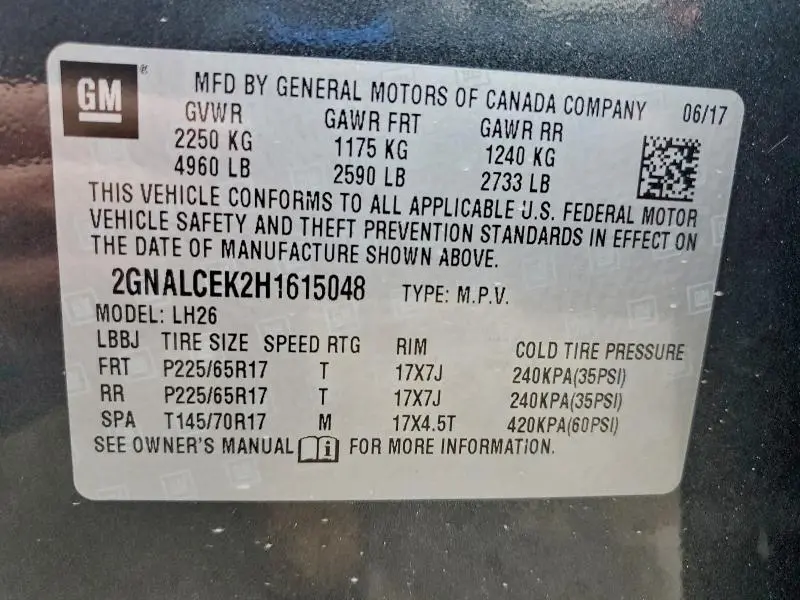 GM ®
MFD BY GENERAL MOTORS OF CANADA COMPANY 06/17
GVWR GAWR FRT GAWR RR
2250 KG 1175 KG 1240 KG
4960 LB 2590 LB 2733 LB
THIS VEHICLE CONFORMS TO ALL APPLICABLE U.S. FEDERAL MOTOR
VEHICLE SAFETY AND THEFT PREVENTION STANDARDS IN EFFECT ON
THE DATE OF MANUFACTURE SHOWN ABOVE.
2GNALCEK2H1615048 TYPE: M.P.V.
MODEL: LH26
LBBJ TIRE SIZE SPEED RTG RIM COLD TIRE PRESSURE
FRT P225/65R17 T 17X7J 240KPA(35PSI)
RR P225/65R17 T 17X7J 240KPA(35PSI)
SPA T145/70R17 M 17X4.5T 420KPA(60PSI)
SEE OWNER'S MANUAL i FOR MORE INFORMATION.